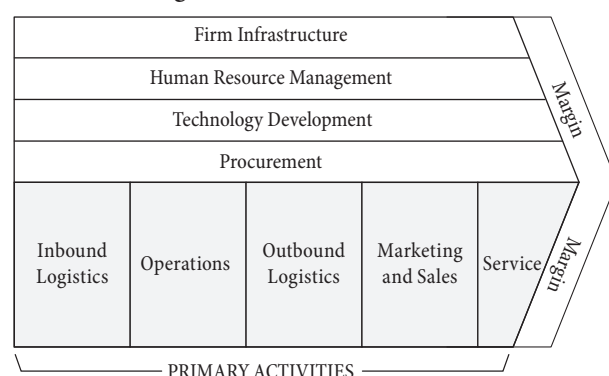 Firm Infrastructure
Human Resource Management
Technology Development
Procurement
Margin
Inbound
Logistics
Operations
Outbound
Logistics
Marketing
and Sales
Service
Margin
PRIMARY ACTIVITIES